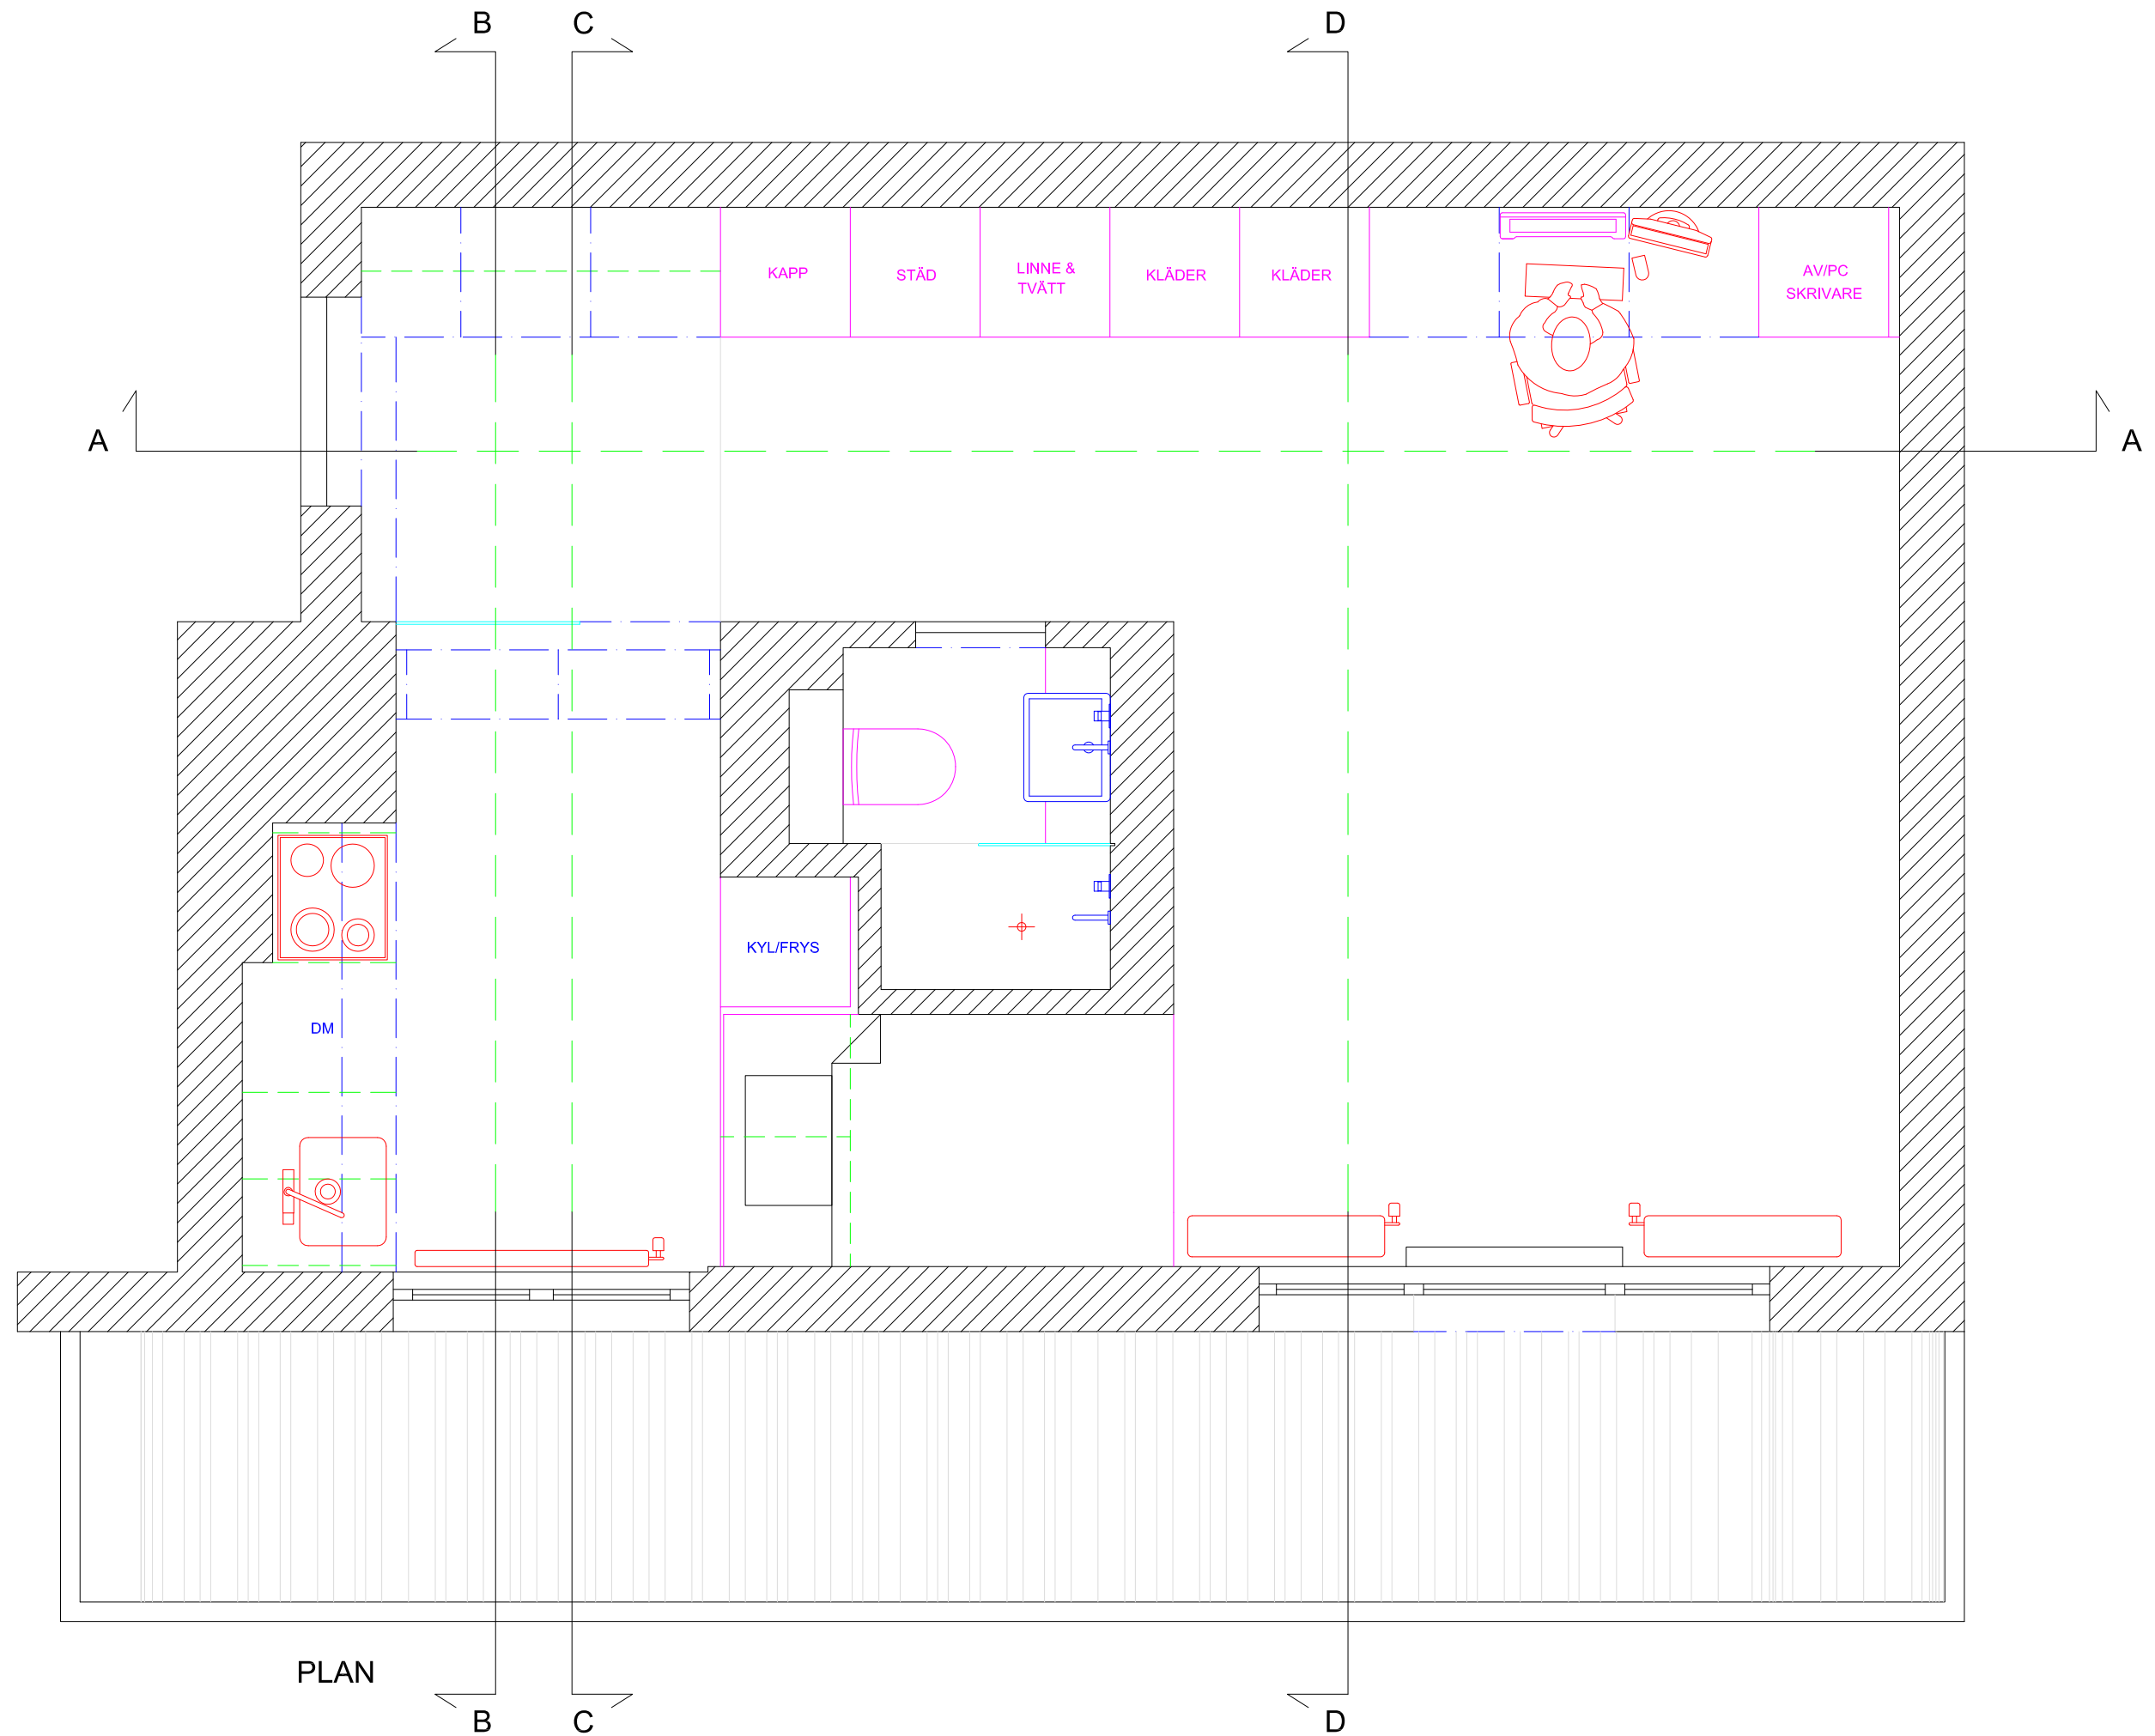 B
C
D
KAPP
STÄD
LINNE &
TVÄTT
KLÄDER
KLÄDER
AV/PC
SKRIVARE
A
A
KYL/FRYS
DM
PLAN
B
C
D